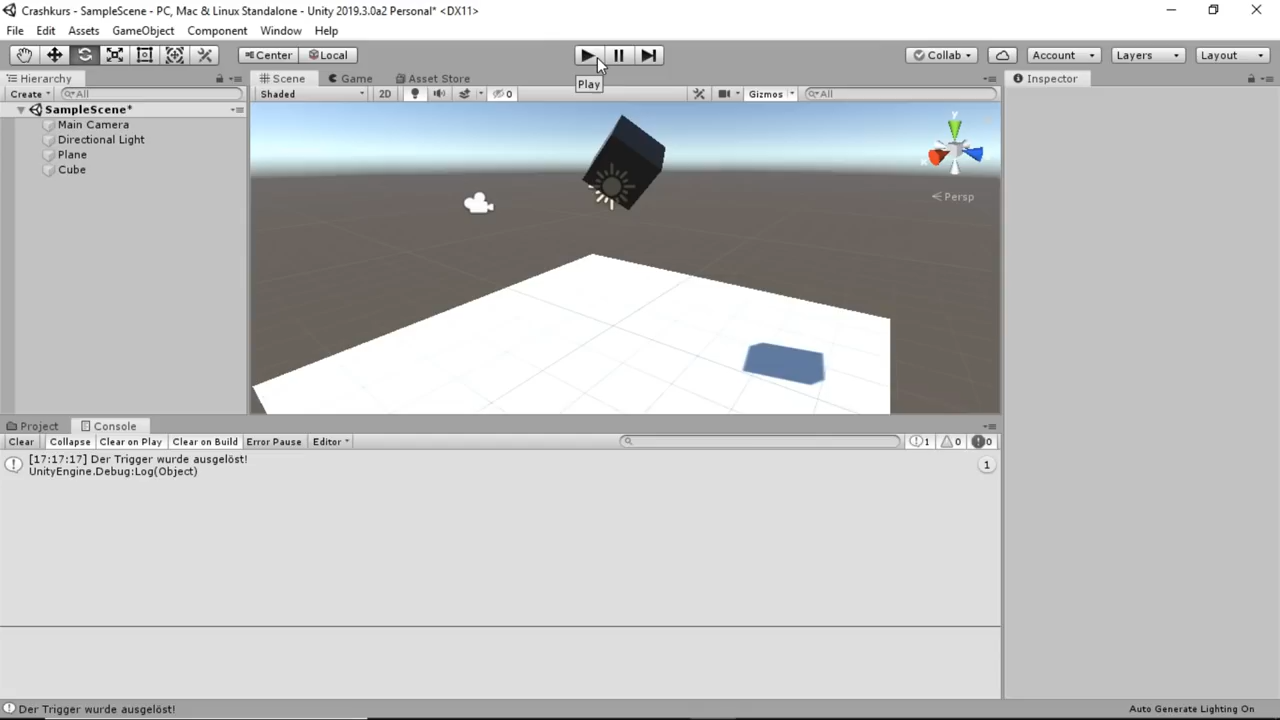 Crashkurs - SampleScene - PC, Mac & Linux Standalone - Unity 2019.3.0a2 Personal* <DX11>
File Edit Assets GameObject Component Window Help
Center Local Collab Account Layers Layout
Play
Hierarchy
Create All
SampleScene*
Main Camera
Directional Light
Plane
Cube
Scene Game Asset Store
Shaded 2D 0 Gizmos All
y
Persp
Inspector
Project Console
Clear Collapse Clear on Play Clear on Build Error Pause Editor 1 0 0
[17:17:17] Der Trigger wurde ausgelöst!
UnityEngine.Debug:Log(Object)
1
Der Trigger wurde ausgelöst!
Auto Generate Lighting On